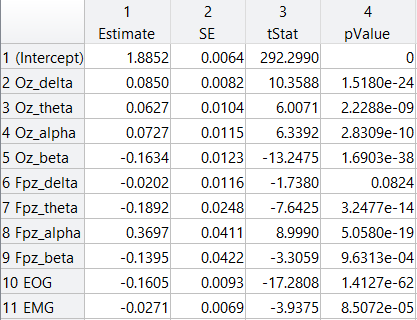 1 2 3 4
Estimate SE tStat pValue
1 (Intercept) 1.8852 0.0064 292.2990 0
2 Oz_delta 0.0850 0.0082 10.3588 1.5180e-24
3 Oz_theta 0.0627 0.0104 6.0071 2.2288e-09
4 Oz_alpha 0.0727 0.0115 6.3392 2.8309e-10
5 Oz_beta -0.1634 0.0123 -13.2475 1.6903e-38
6 Fpz_delta -0.0202 0.0116 -1.7380 0.0824
7 Fpz_theta -0.1892 0.0248 -7.6425 3.2477e-14
8 Fpz_alpha 0.3697 0.0411 8.9990 5.0580e-19
9 Fpz_beta -0.1395 0.0422 -3.3059 9.6313e-04
10 EOG -0.1605 0.0093 -17.2808 1.4127e-62
11 EMG -0.0271 0.0069 -3.9375 8.5072e-05